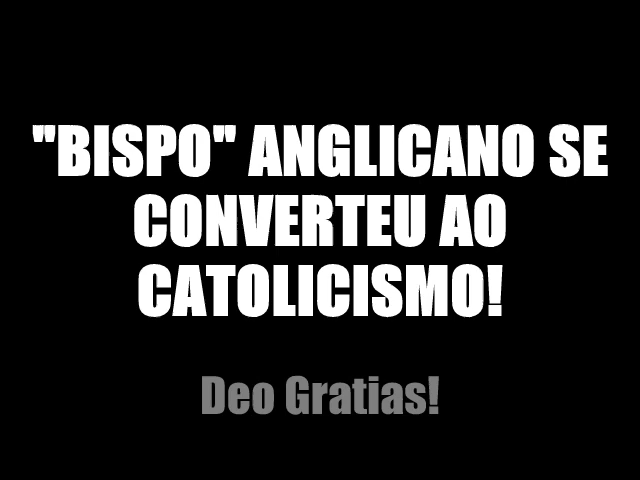 "BISPO" ANGLICANO SE
CONVERTEU AO
CATOLICISMO!
Deo Gratias!